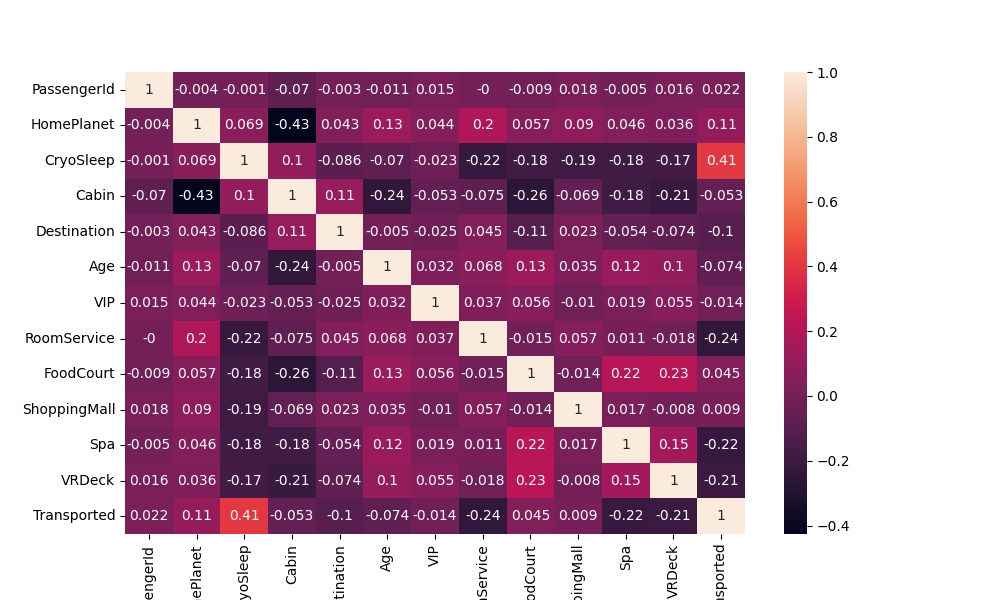 PassengerId 1 -0.004 -0.001 -0.07 -0.003 -0.011 0.015 -0 -0.009 0.018 -0.005 0.016 0.022
HomePlanet -0.004 1 0.069 -0.43 0.043 0.13 0.044 0.2 0.057 0.09 0.046 0.036 0.11
CryoSleep -0.001 0.069 1 0.1 -0.086 -0.07 -0.023 -0.22 -0.18 -0.19 -0.18 -0.17 0.41
Cabin -0.07 -0.43 0.1 1 0.11 -0.24 -0.053 -0.075 -0.26 -0.069 -0.18 -0.21 -0.053
Destination -0.003 0.043 -0.086 0.11 1 -0.005 -0.025 0.045 -0.11 0.023 -0.054 -0.074 -0.1
Age -0.011 0.13 -0.07 -0.24 -0.005 1 0.032 0.068 0.13 0.035 0.12 0.1 -0.074
VIP 0.015 0.044 -0.023 -0.053 -0.025 0.032 1 0.037 0.056 -0.01 0.019 0.055 -0.014
RoomService -0 0.2 -0.22 -0.075 0.045 0.068 0.037 1 -0.015 0.057 0.011 -0.018 -0.24
FoodCourt -0.009 0.057 -0.18 -0.26 -0.11 0.13 0.056 -0.015 1 -0.014 0.22 0.23 0.045
ShoppingMall 0.018 0.09 -0.19 -0.069 0.023 0.035 -0.01 0.057 -0.014 1 0.017 -0.008 0.009
Spa -0.005 0.046 -0.18 -0.18 -0.054 0.12 0.019 0.011 0.22 0.017 1 0.15 -0.22
VRDeck 0.016 0.036 -0.17 -0.21 -0.074 0.1 0.055 -0.018 0.23 -0.008 0.15 1 -0.21
Transported 0.022 0.11 0.41 -0.053 -0.1 -0.074 -0.014 -0.24 0.045 0.009 -0.22 -0.21 1
engerId
ePlanet
yoSleep
Cabin
tination
Age
VIP
Service
odCourt
pingMall
Spa
VRDeck
nsported
1.0
0.8
0.6
0.4
0.2
0.0
−0.2
−0.4